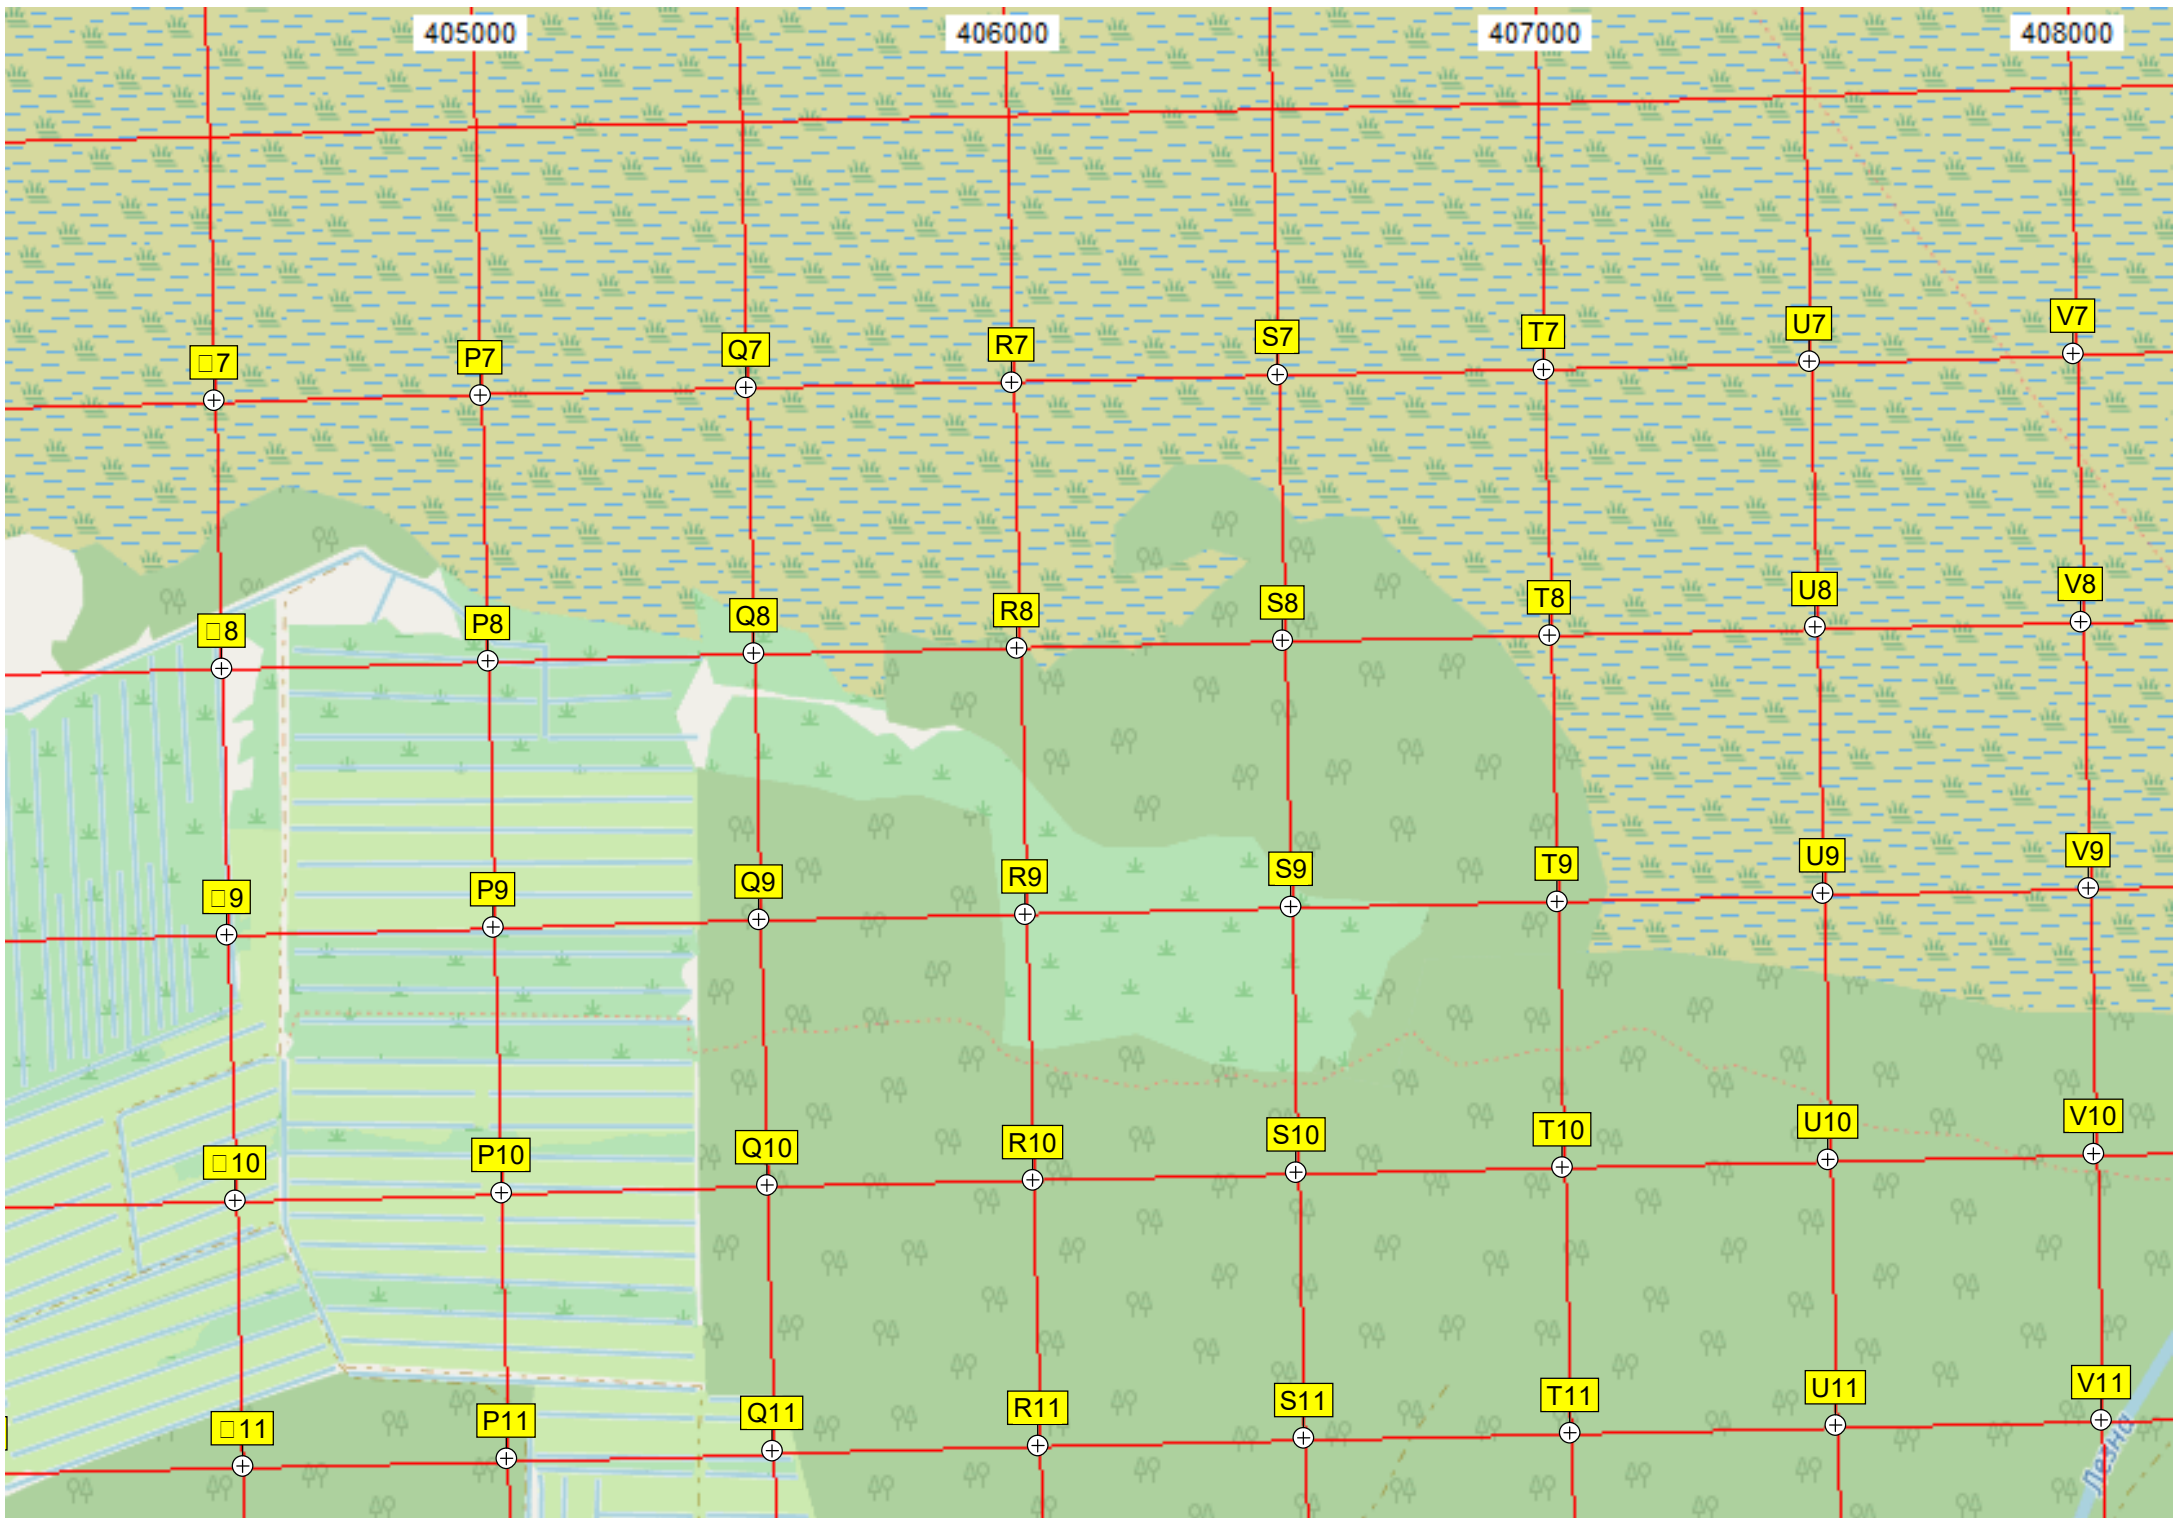 405000 406000 407000 408000
□7 P7 Q7 R7 S7 T7 U7 V7
□8 P8 Q8 R8 S8 T8 U8 V8
□9 P9 Q9 R9 S9 T9 U9 V9
□10 P10 Q10 R10 S10 T10 U10 V10
□11 P11 Q11 R11 S11 T11 U11 V11
Лезна